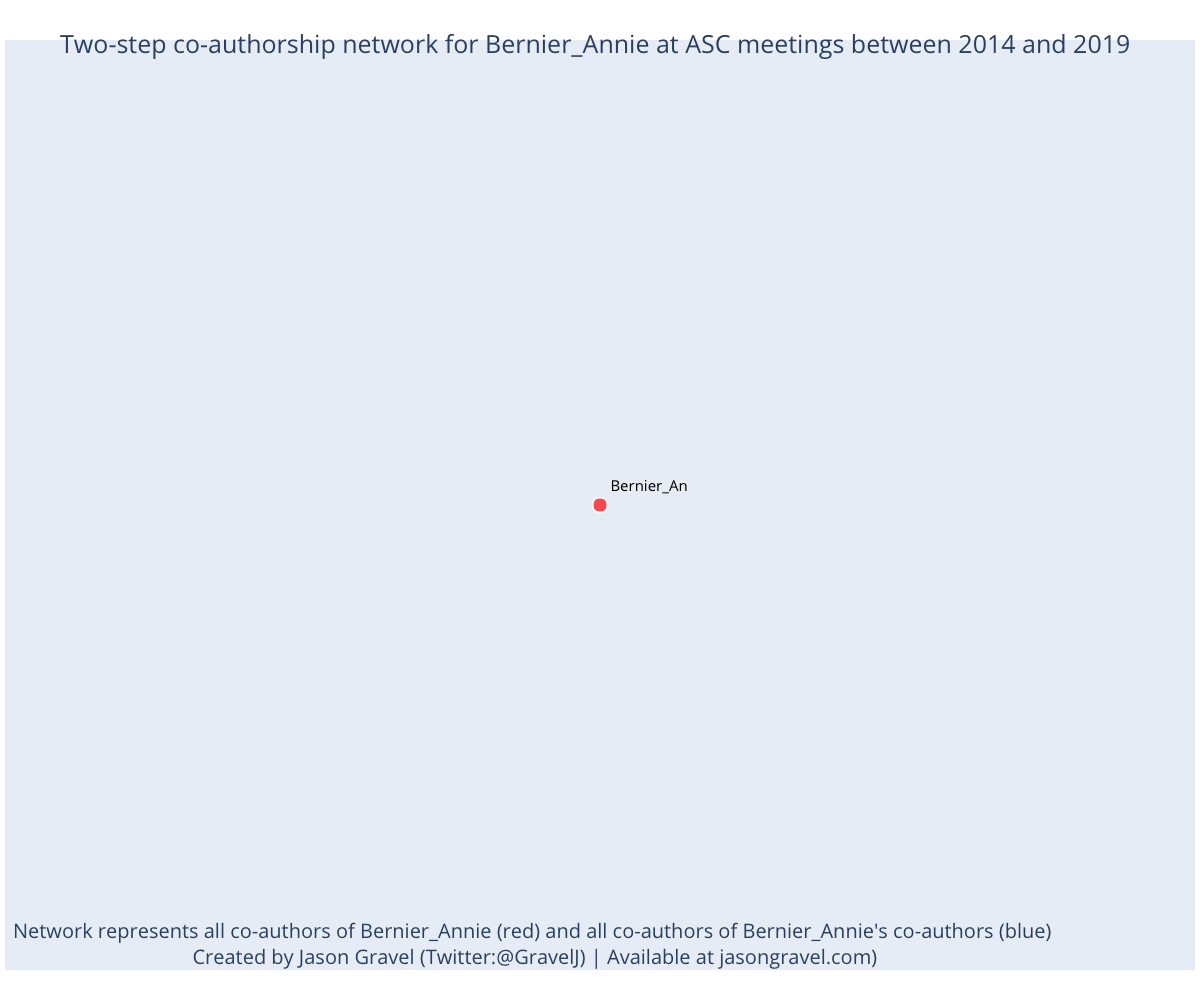 Two-step co-authorship network for Bernier_Annie at ASC meetings between 2014 and 2019
Bernier_An
Network represents all co-authors of Bernier_Annie (red) and all co-authors of Bernier_Annie's co-authors (blue)
Created by Jason Gravel (Twitter:@GravelJ) | Available at jasongravel.com)